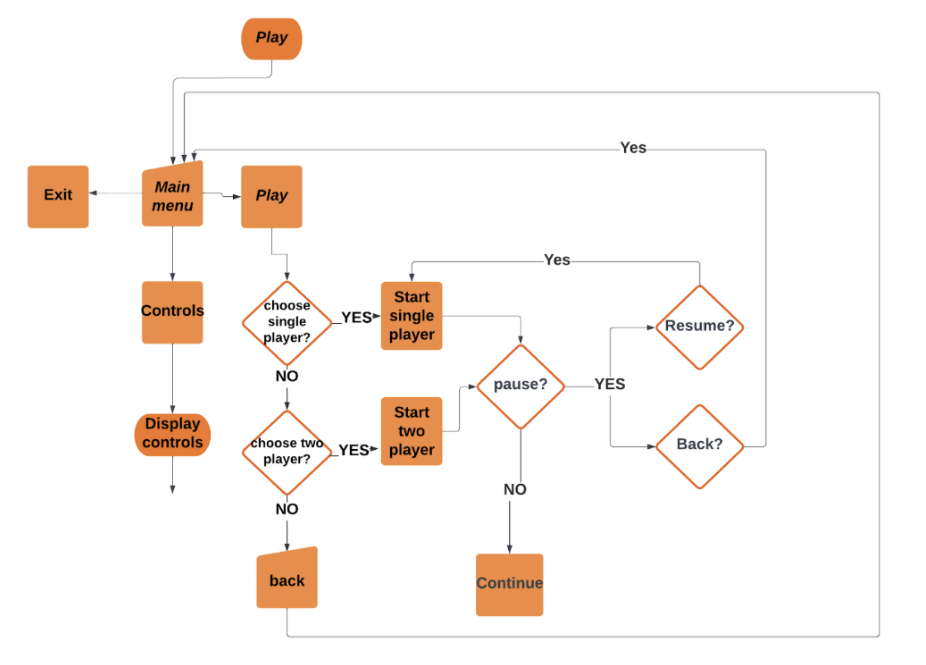 Play
Yes
Exit
Main
menu
Play
Yes
Controls
choose
single
player?
YES
Start
single
player
Resume?
NO
pause?
YES
Display
controls
choose two
player?
YES
Start
two
player
Back?
NO
NO
back
Continue